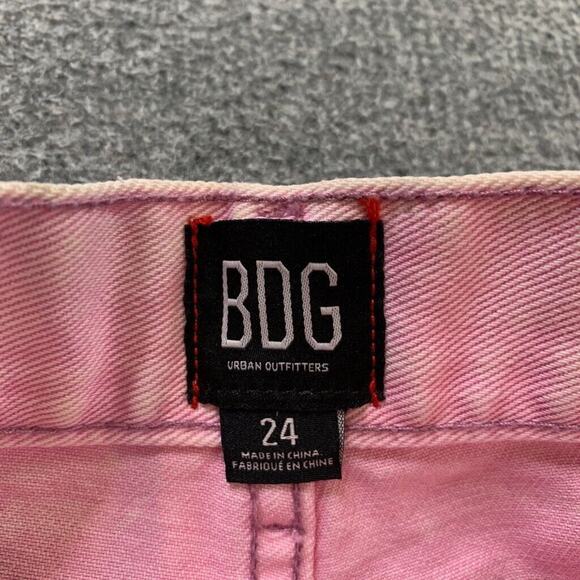 BDG
URBAN OUTFITTERS
24
MADE IN CHINA
FABRIQUÉ EN CHINE